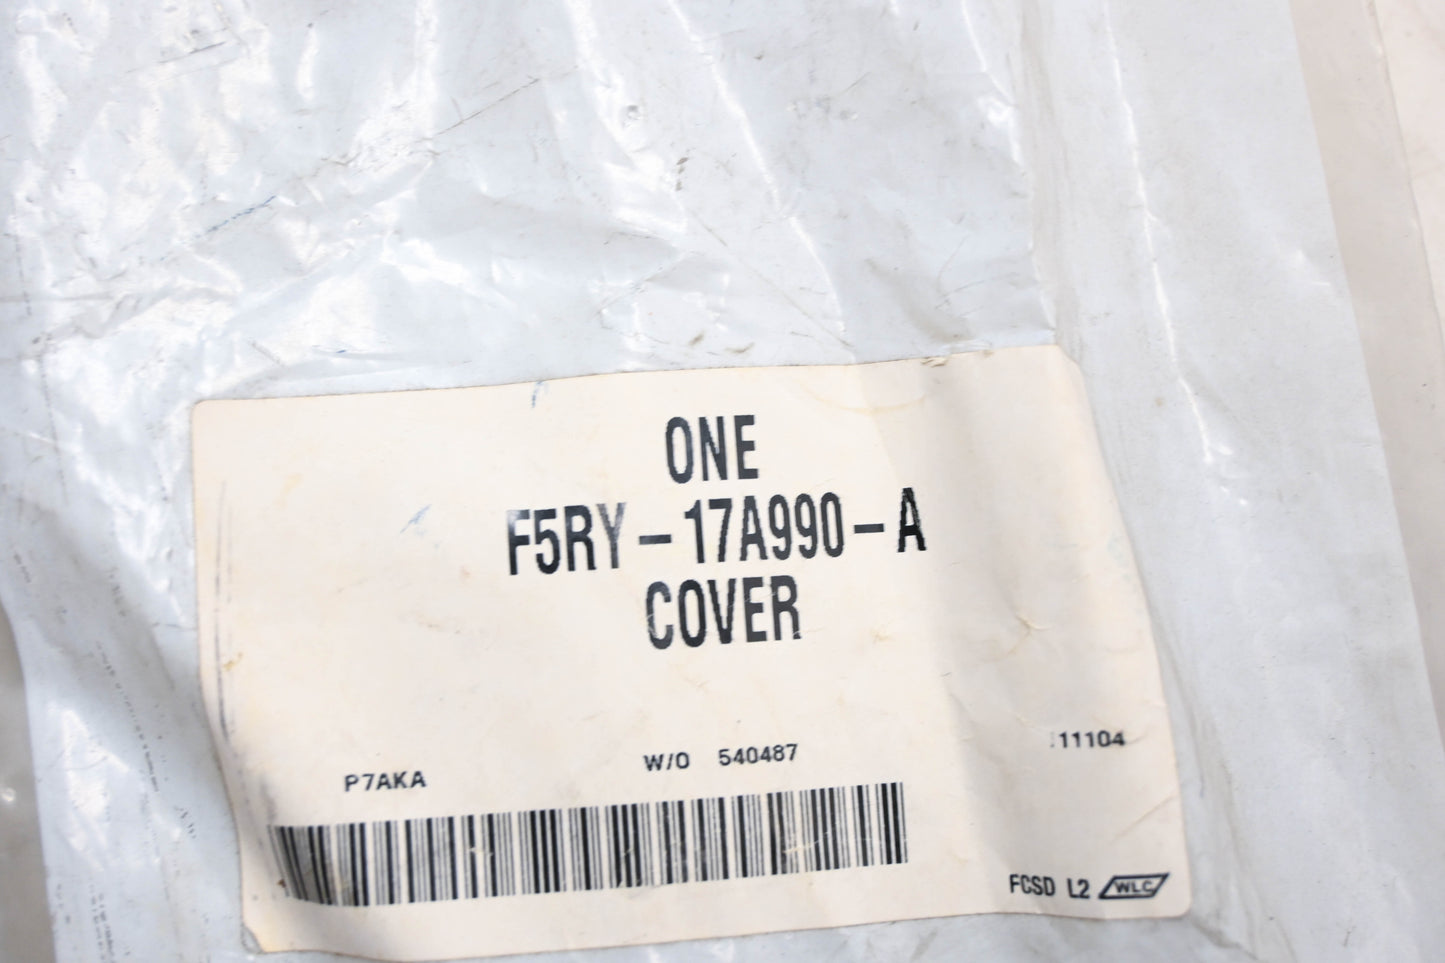 ONE
F5RY-17A990-A
COVER
P7AKA W/O 540487 11104
FCSD L2 WLC